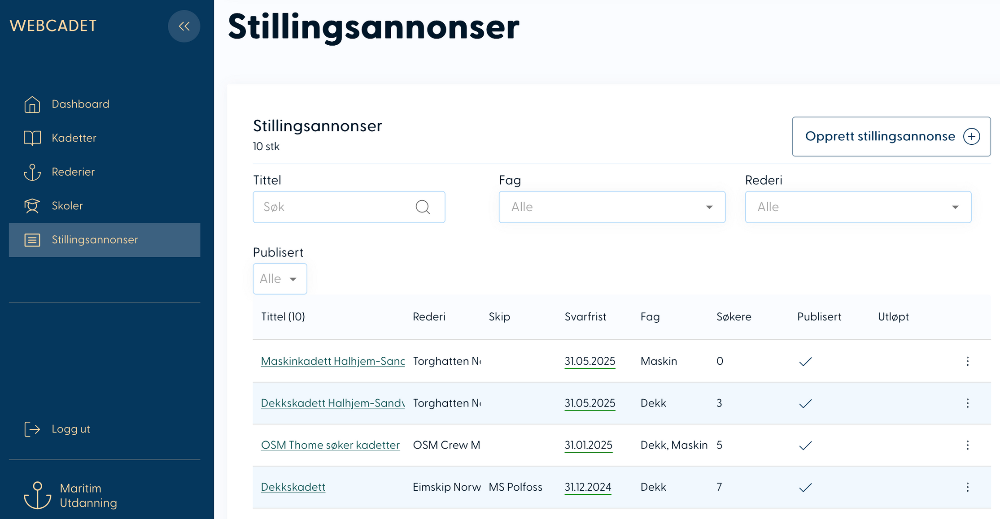 WEBCADET
Dashboard
Kadetter
Rederier
Skoler
Stillingsannonser
Logg ut
Maritim
Utdanning
Stillingsannonser
Stillingsannonser
10 stk
Opprett stillingsannonse
Tittel
Fag
Rederi
Søk
Alle
Alle
Publisert
Alle
Tittel (10) Rederi Skip Svarfrist Fag Søkere Publisert Utløpt
Maskinkadett Halhjem-Sand Torghatten No 31.05.2025 Maskin 0
Dekkskadett Halhjem-Sandv Torghatten No 31.05.2025 Dekk 3
OSM Thome søker kadetter OSM Crew M 31.01.2025 Dekk, Maskin 5
Dekkskadett Eimskip Norw MS Polfoss 31.12.2024 Dekk 7